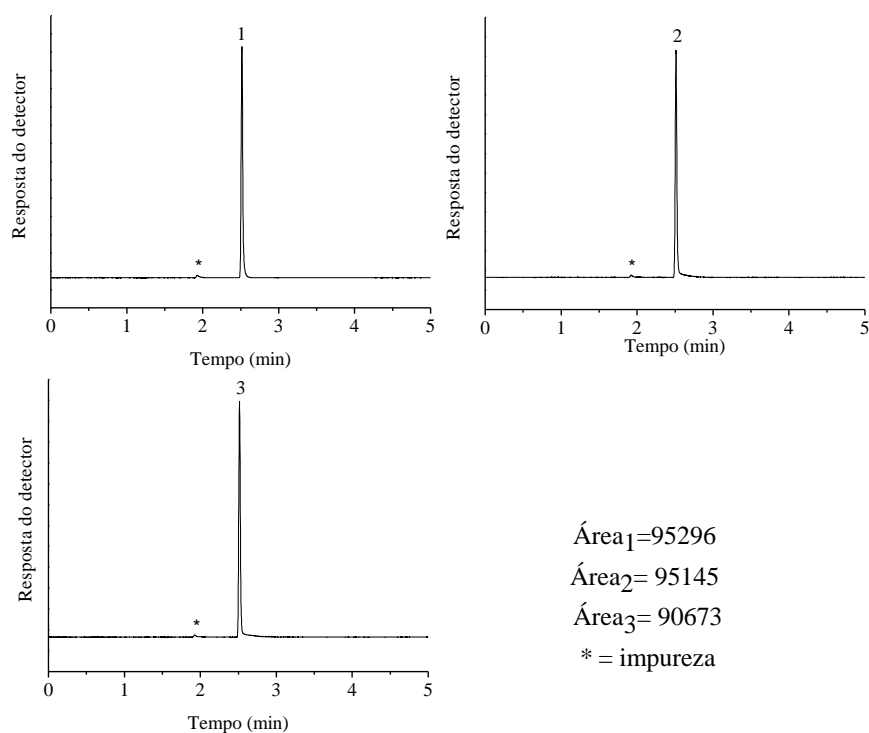 1
Resposta do detector
*
0 1 2 3 4 5
Tempo (min)
2
Resposta do detector
*
0 1 2 3 4 5
Tempo (min)
3
Resposta do detector
*
0 1 2 3 4 5
Tempo (min)
Área1=95296
Área2= 95145
Área3= 90673
* = impureza